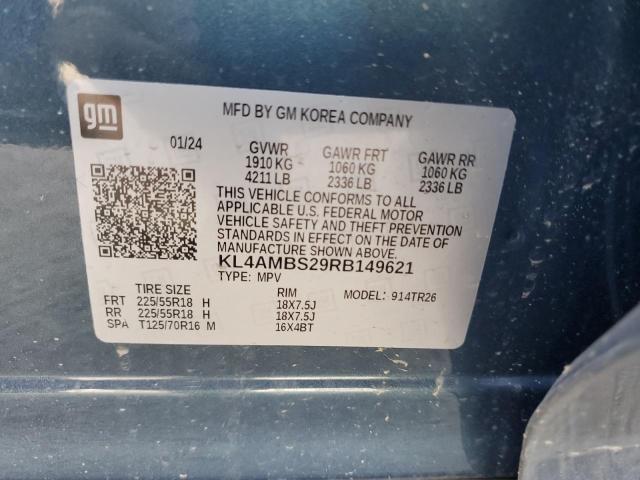 gm
MFD BY GM KOREA COMPANY
01/24 GVWR GAWR FRT GAWR RR
1910 KG 1060 KG 1060 KG
4211 LB 2336 LB 2336 LB
THIS VEHICLE CONFORMS TO ALL
APPLICABLE U.S. FEDERAL MOTOR
VEHICLE SAFETY AND THEFT PREVENTION
STANDARDS IN EFFECT ON THE DATE OF
MANUFACTURE SHOWN ABOVE.
KL4AMBS29RB149621
TYPE: MPV
TIRE SIZE RIM MODEL: 914TR26
FRT 225/55R18 H 18X7.5J
RR 225/55R18 H 18X7.5J
SPA T125/70R16 M 16X4BT